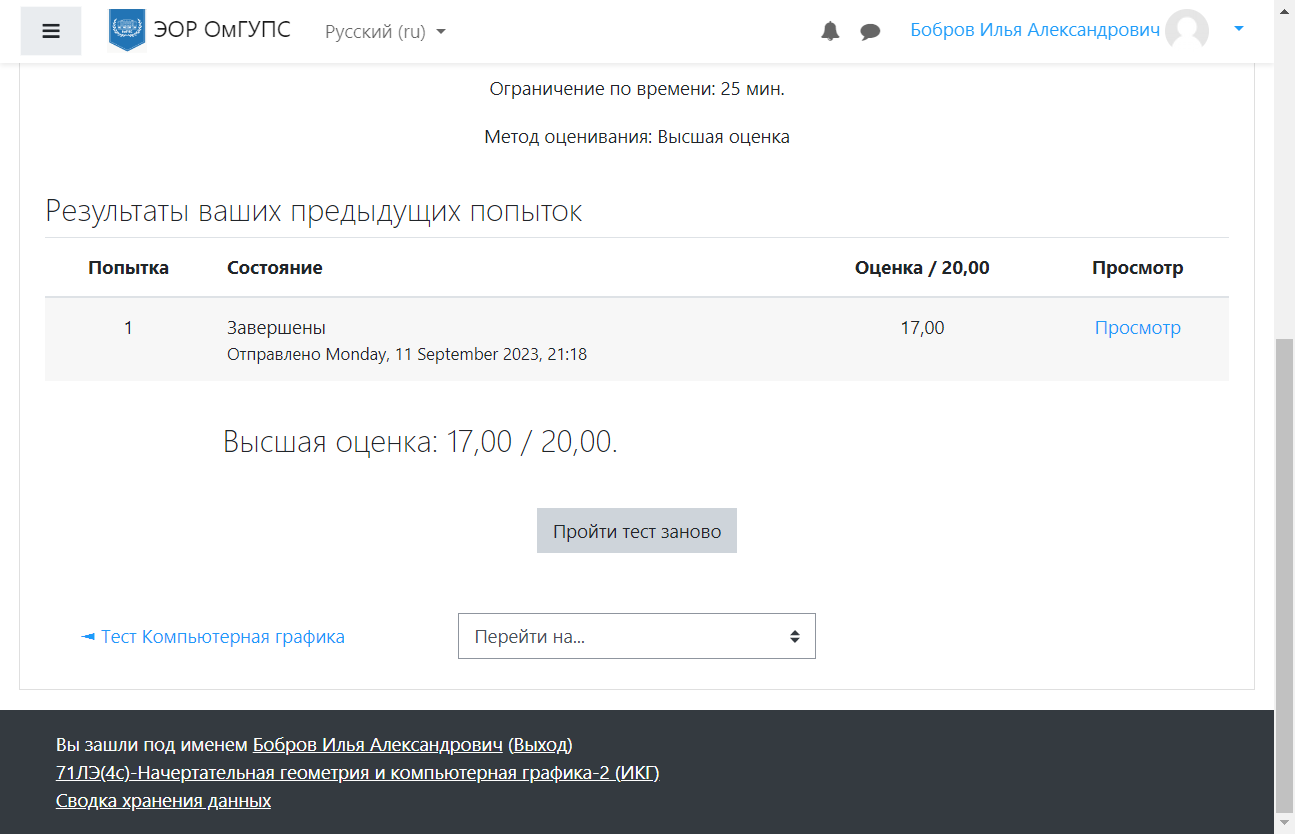 ЭОР ОмГУПС Русский (ru) Бобров Илья Александрович
Ограничение по времени: 25 мин.
Метод оценивания: Высшая оценка
Результаты ваших предыдущих попыток
Попытка Состояние Оценка / 20,00 Просмотр
1 Завершены 17,00 Просмотр
Отправлено Monday, 11 September 2023, 21:18
Высшая оценка: 17,00 / 20,00.
Пройти тест заново
◄ Тест Компьютерная графика Перейти на...
Вы зашли под именем Бобров Илья Александрович (Выход)
71ЛЭ(4с)-Начертательная геометрия и компьютерная графика-2 (ИКГ)
Сводка хранения данных